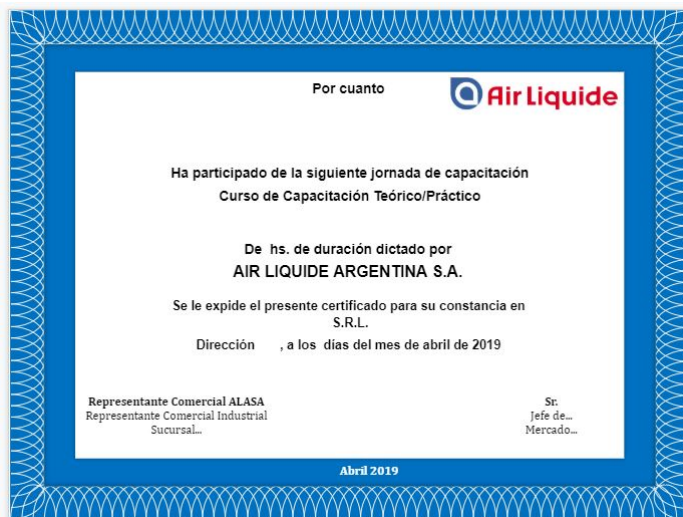 Por cuanto
Air Liquide
Ha participado de la siguiente jornada de capacitación
Curso de Capacitación Teórico/Práctico
De hs. de duración dictado por
AIR LIQUIDE ARGENTINA S.A.
Se le expide el presente certificado para su constancia en
S.R.L.
Dirección , a los días del mes de abril de 2019
Representante Comercial ALASA
Representante Comercial Industrial
Sucursal...
Sr.
Jefe de...
Mercado...
Abril 2019